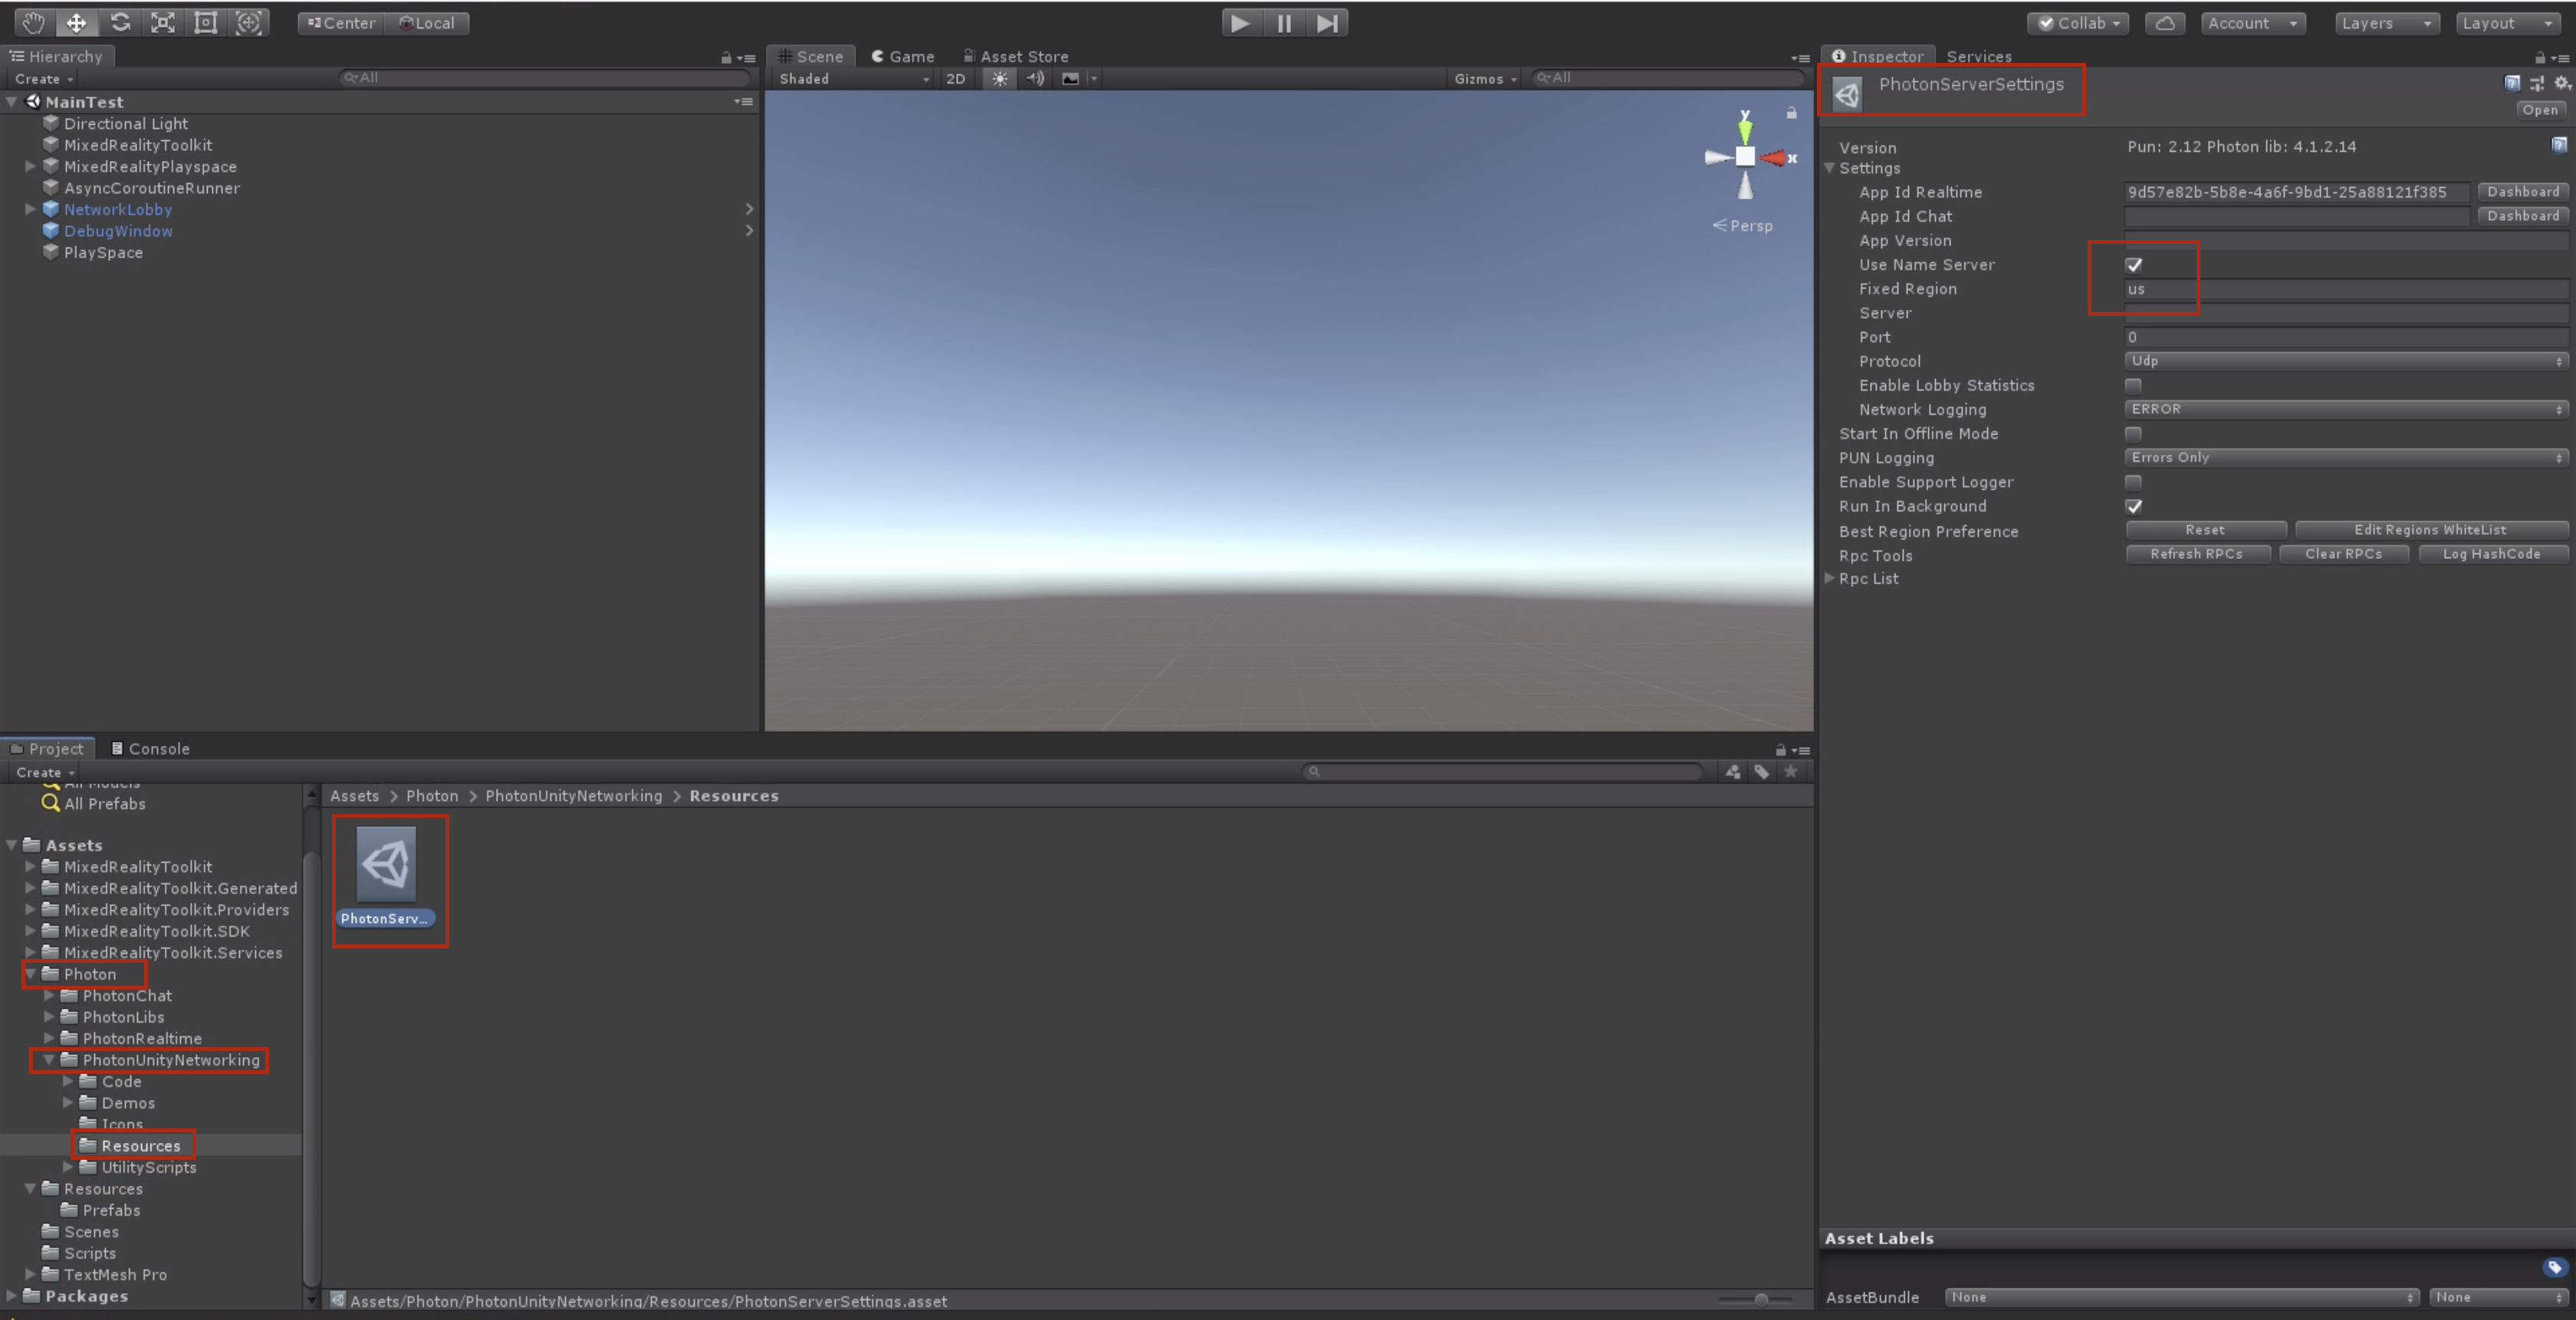 Center Local
Collab Account Layers Layout
Hierarchy
Create All
MainTest
Directional Light
MixedRealityToolkit
MixedRealityPlayspace
AsyncCoroutineRunner
NetworkLobby
DebugWindow
PlaySpace
Scene Game Asset Store
Shaded 2D Gizmos All
y
x
Persp
Inspector Services
PhotonServerSettings
Open
Version Pun: 2.12 Photon lib: 4.1.2.14
Settings
App Id Realtime 9d57e82b-5b8e-4a6f-9bd1-25a88121f385 Dashboard
App Id Chat Dashboard
App Version
Use Name Server
Fixed Region us
Server
Port 0
Protocol Udp
Enable Lobby Statistics
Network Logging ERROR
Start In Offline Mode
PUN Logging Errors Only
Enable Support Logger
Run In Background
Best Region Preference Reset Edit Regions WhiteList
Rpc Tools Refresh RPCs Clear RPCs Log HashCode
Rpc List
Project Console
Create
All Models
All Prefabs
Assets
MixedRealityToolkit
MixedRealityToolkit.Generated
MixedRealityToolkit.Providers
MixedRealityToolkit.SDK
MixedRealityToolkit.Services
Photon
PhotonChat
PhotonLibs
PhotonRealtime
PhotonUnityNetworking
Code
Demos
Icons
Resources
UtilityScripts
Resources
Prefabs
Scenes
Scripts
TextMesh Pro
Packages
Assets > Photon > PhotonUnityNetworking > Resources
PhotonServ...
Assets/Photon/PhotonUnityNetworking/Resources/PhotonServerSettings.asset
Asset Labels
AssetBundle None None